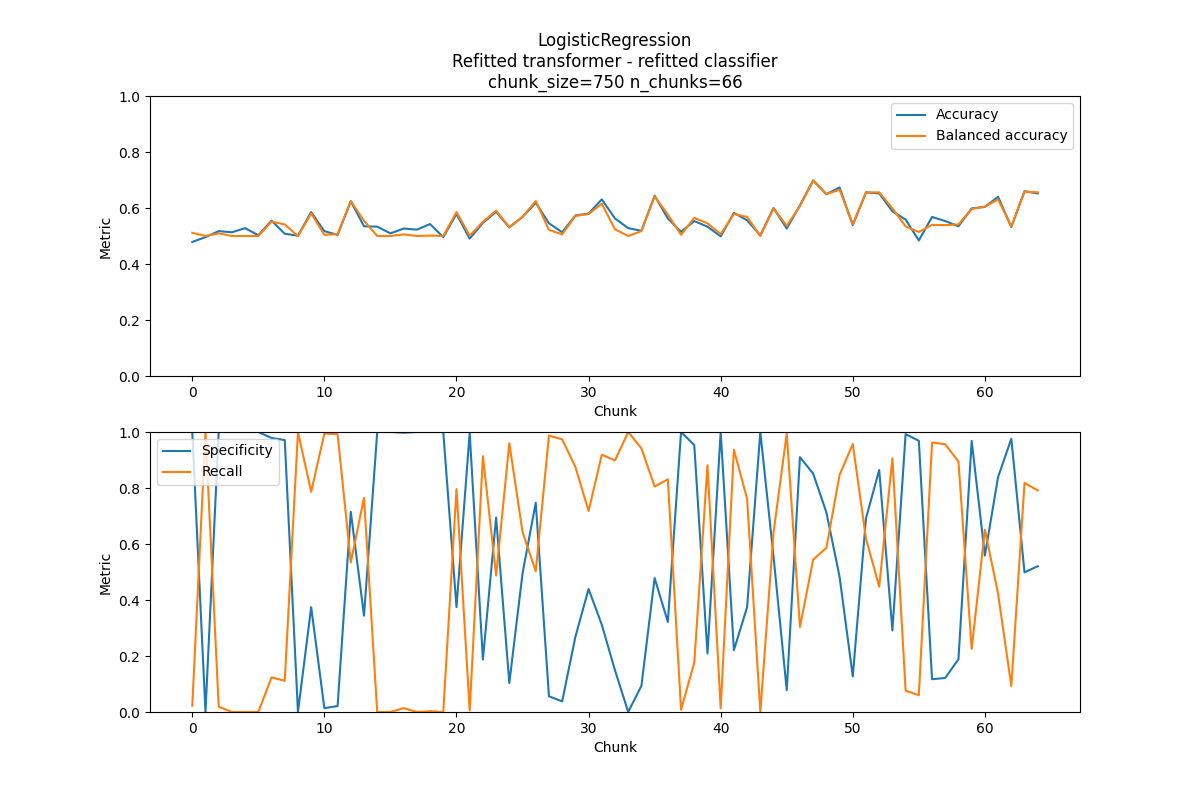 LogisticRegression
Refitted transformer - refitted classifier
chunk_size=750 n_chunks=66
1.0
0.8
0.6
0.4
0.2
0.0
Metric
Accuracy
Balanced accuracy
0 10 20 30 40 50 60
Chunk
1.0
0.8
0.6
0.4
0.2
0.0
Metric
Specificity
Recall
0 10 20 30 40 50 60
Chunk